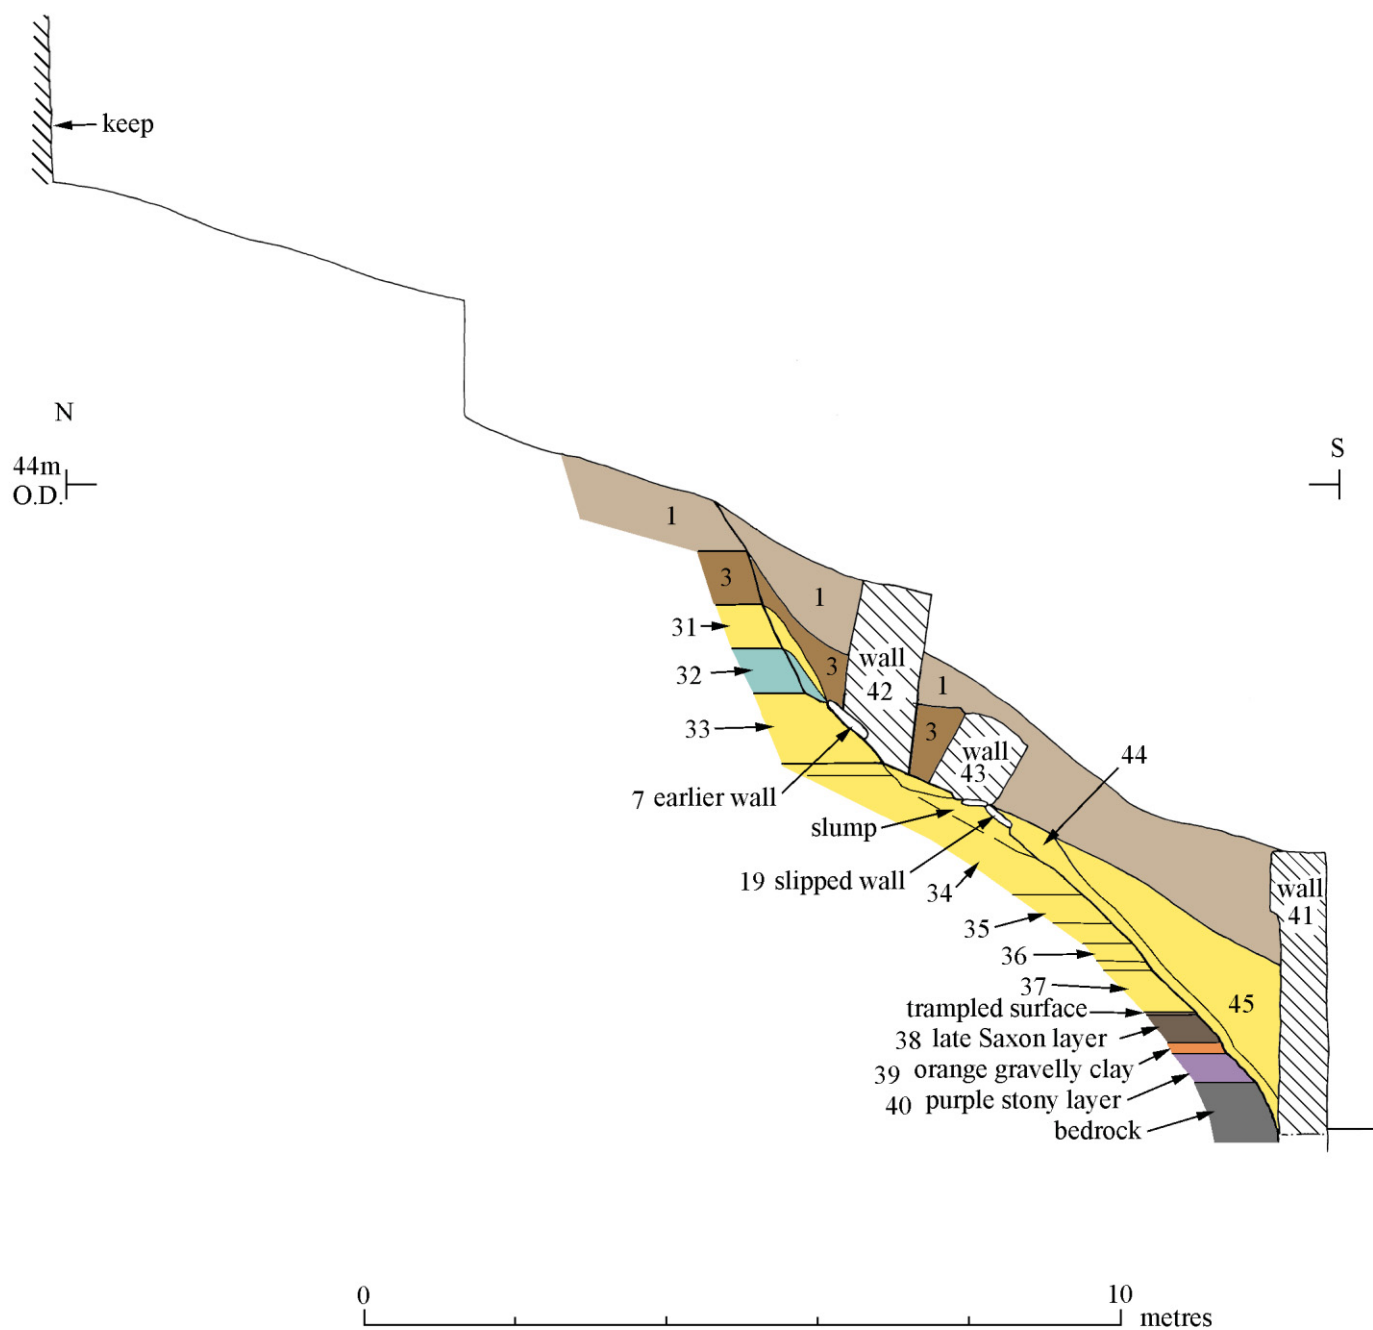 keep
N
S
44m
O.D.
1
3
1
31
3
wall
42
32
1
33
3
wall
43
44
7 earlier wall
slump
19 slipped wall
34
wall
41
35
36
37
45
trampled surface
38 late Saxon layer
39 orange gravelly clay
40 purple stony layer
bedrock
0
10
metres